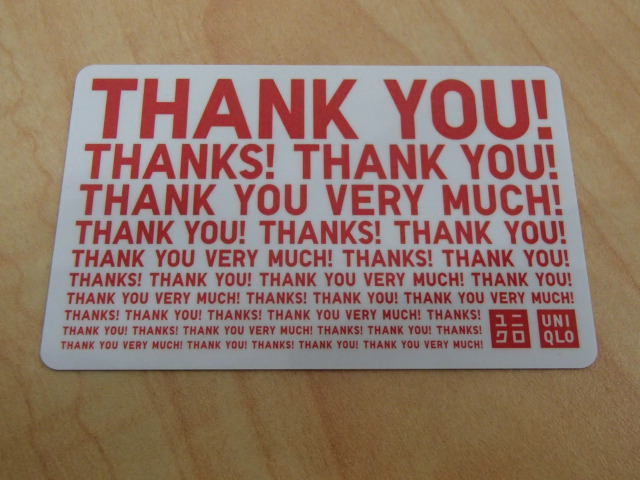 THANK YOU!
THANKS! THANK YOU!
THANK YOU VERY MUCH!
THANK YOU! THANKS! THANK YOU!
THANK YOU VERY MUCH! THANKS! THANK YOU!
THANKS! THANK YOU! THANK YOU VERY MUCH! THANK YOU!
THANK YOU VERY MUCH! THANKS! THANK YOU! THANK YOU VERY MUCH!
THANKS! THANK YOU! THANKS! THANK YOU VERY MUCH! THANKS!
THANK YOU! THANKS! THANK YOU VERY MUCH! THANKS! THANK YOU! THANKS!
THANK YOU VERY MUCH! THANK YOU! THANKS! THANK YOU! THANK YOU VERY MUCH!
ユニ
クロ
UNI
QLO